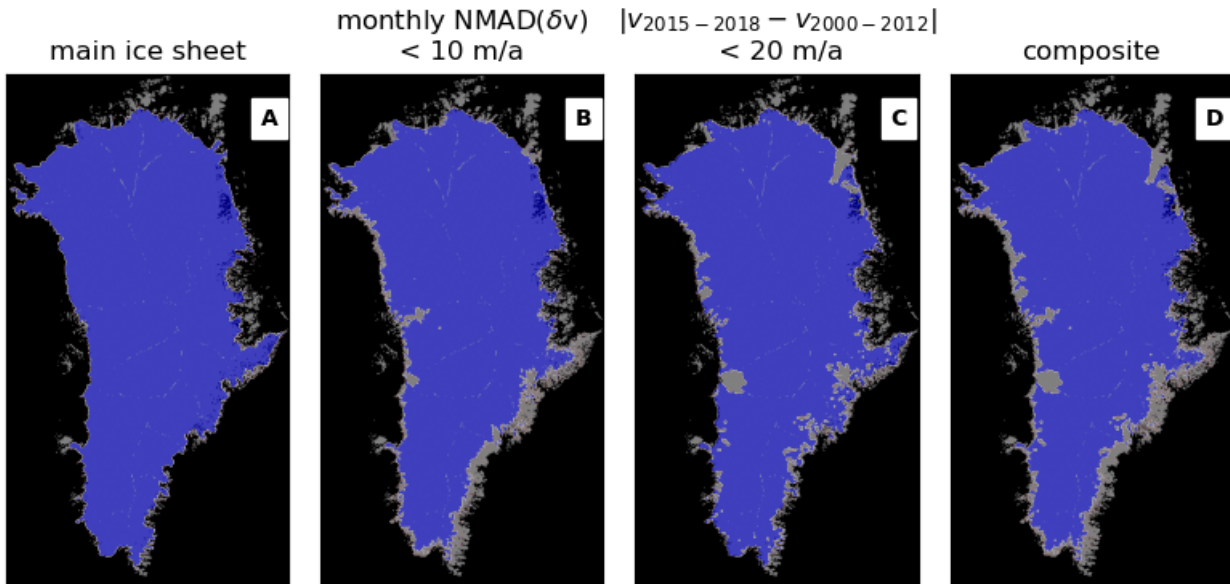 main ice sheet
monthly NMAD(δv)
< 10 m/a
|v2015 − 2018 − v2000 − 2012|
< 20 m/a
composite
A
B
C
D